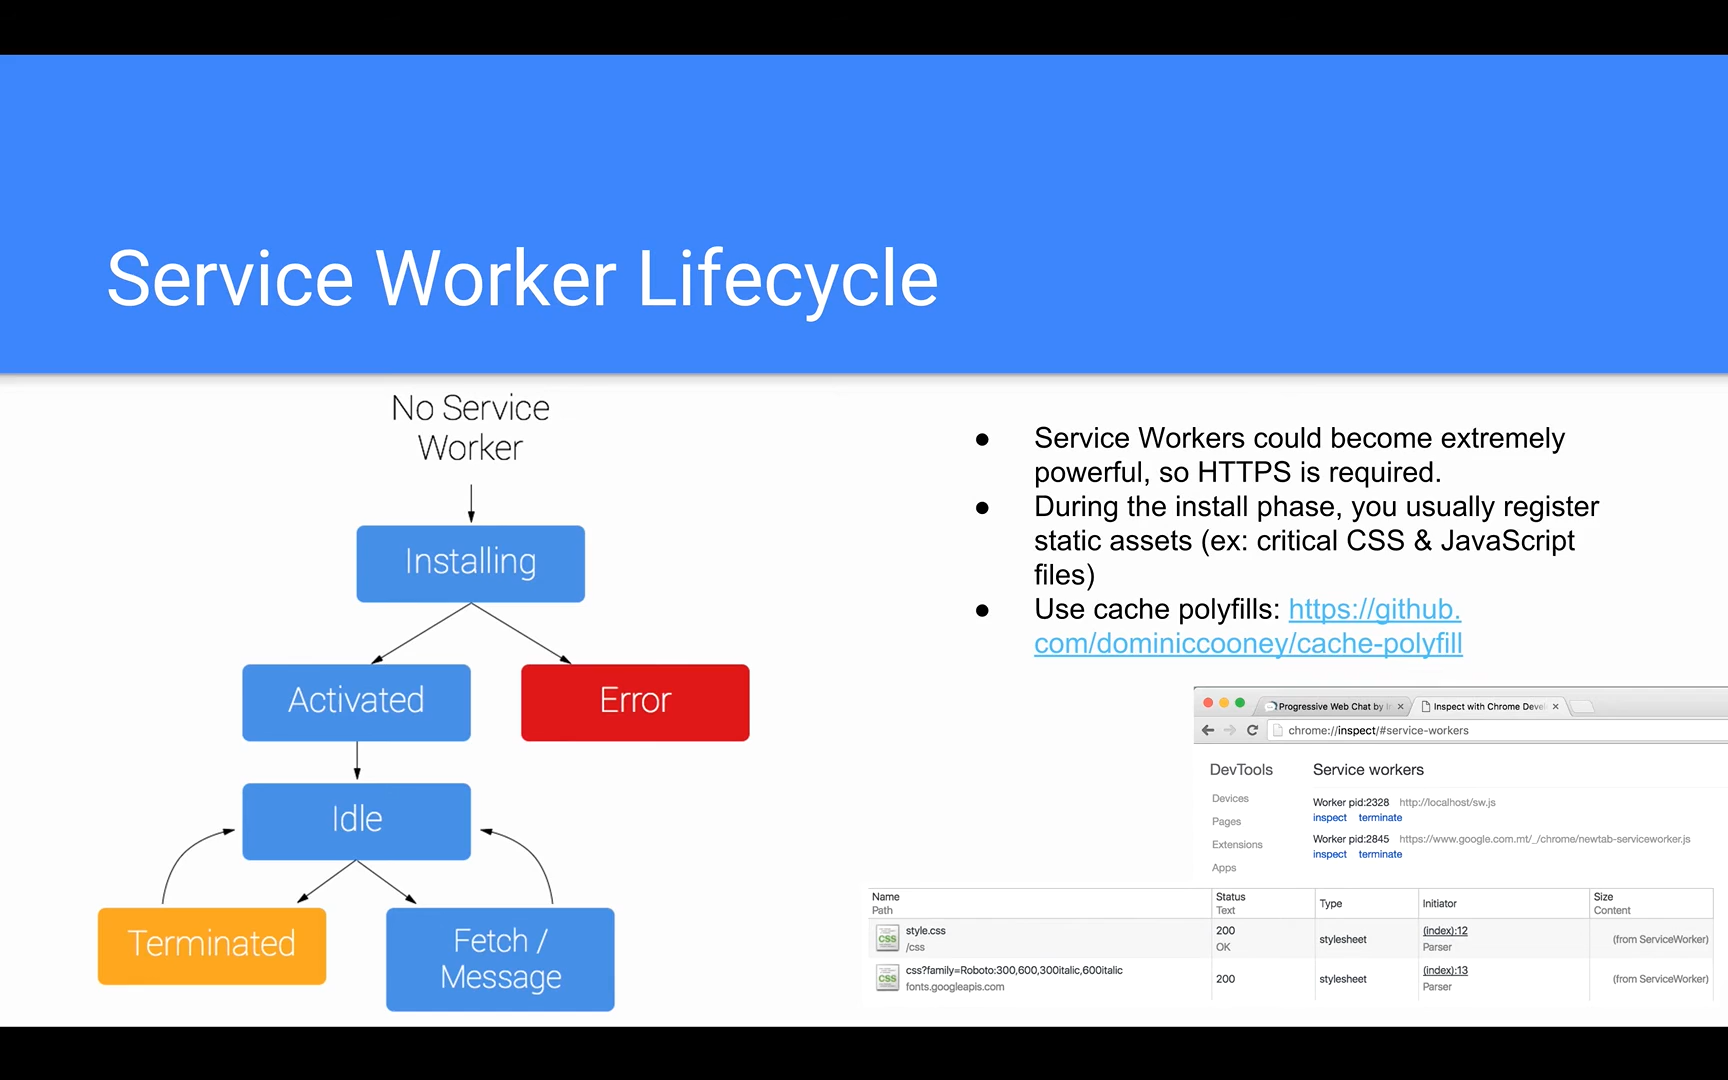 Service Worker Lifecycle
No Service
Worker
Installing
Activated
Error
Idle
Terminated
Fetch /
Message
● Service Workers could become extremely
powerful, so HTTPS is required.
● During the install phase, you usually register
static assets (ex: critical CSS & JavaScript
files)
● Use cache polyfills: https://github.
com/dominiccooney/cache-polyfill
Progressive Web Chat by
Inspect with Chrome Deve
chrome://inspect/#service-workers
DevTools
Devices
Pages
Extensions
Apps
Service workers
Worker pid:2328 http://localhost/sw.js
inspect terminate
Worker pid:2845 https://www.google.com.mt/_/chrome/newtab-serviceworker.js
inspect terminate
Name Status Type Initiator Size
Path Text Content
style.css 200 stylesheet (index):12 (from ServiceWorker)
/css OK Parser
css?family=Roboto:300,600,300italic,600italic 200 stylesheet (index):13 (from ServiceWorker)
fonts.googleapis.com Parser
CSS
CSS